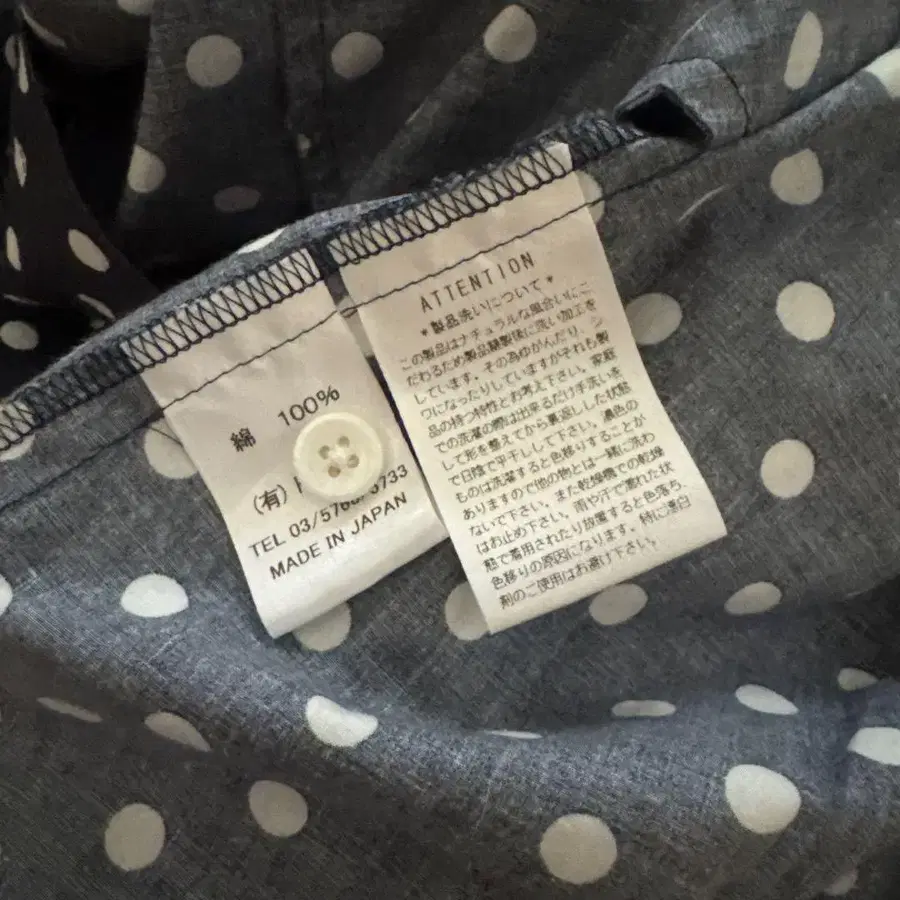 綿 100%
(有)
TEL 03/576 /3733
MADE IN JAPAN
ATTENTION
*製品洗いについて*
この製品はナチュラルな風合いにこ
だわるため製品縫製後に洗い加工を
しています。その為ゆがんだり、シ
ワになったりしていますがそれも製
品の持つ特性とお考え下さい。家庭
での洗濯の際は出来るだけ手洗いを
して形を整えてから裏返しした状態
で日陰で平干しして下さい。濃色の
ものは洗濯すると色移りすることが
ありますので他の物とは一緒に洗わ
ないで下さい。また乾燥機での乾燥
はお止め下さい。雨や汗で濡れた状
態で着用されたり放置すると色落ち、
色移りの原因になります。特に漂白
剤のご使用はお避け下さい。